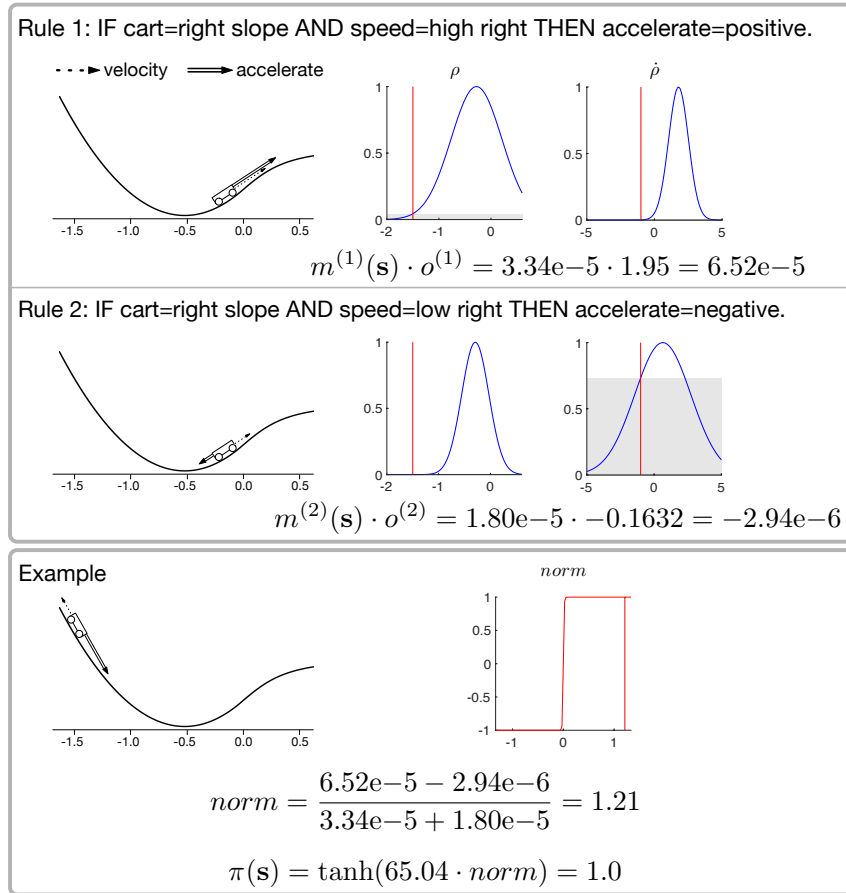 Rule 1: IF cart=right slope AND speed=high right THEN accelerate=positive.
velocity accelerate
ρ
ρ̇
1
0.5
0
-2 -1 0
1
0.5
0
-5 0 5
-1.5 -1.0 -0.5 0.0 0.5
m^(1)(s) · o^(1) = 3.34e−5 · 1.95 = 6.52e−5
Rule 2: IF cart=right slope AND speed=low right THEN accelerate=negative.
1
0.5
0
-2 -1 0
1
0.5
0
-5 0 5
-1.5 -1.0 -0.5 0.0 0.5
m^(2)(s) · o^(2) = 1.80e−5 · −0.1632 = −2.94e−6
Example
norm
1
0.5
0
-0.5
-1
-1 0 1
-1.5 -1.0 -0.5 0.0 0.5
norm = (6.52e−5 − 2.94e−6)/(3.34e−5 + 1.80e−5) = 1.21
π(s) = tanh(65.04 · norm) = 1.0